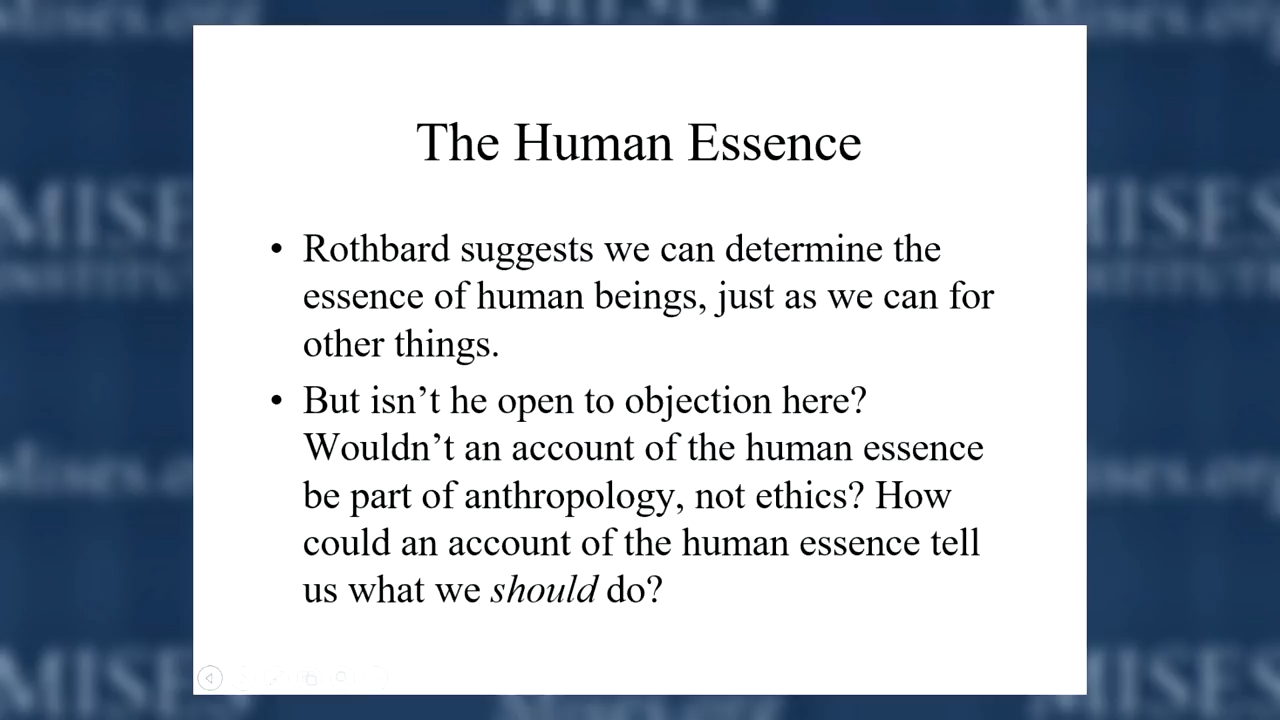 The Human Essence
• Rothbard suggests we can determine the
essence of human beings, just as we can for
other things.
• But isn’t he open to objection here?
Wouldn’t an account of the human essence
be part of anthropology, not ethics? How
could an account of the human essence tell
us what we should do?